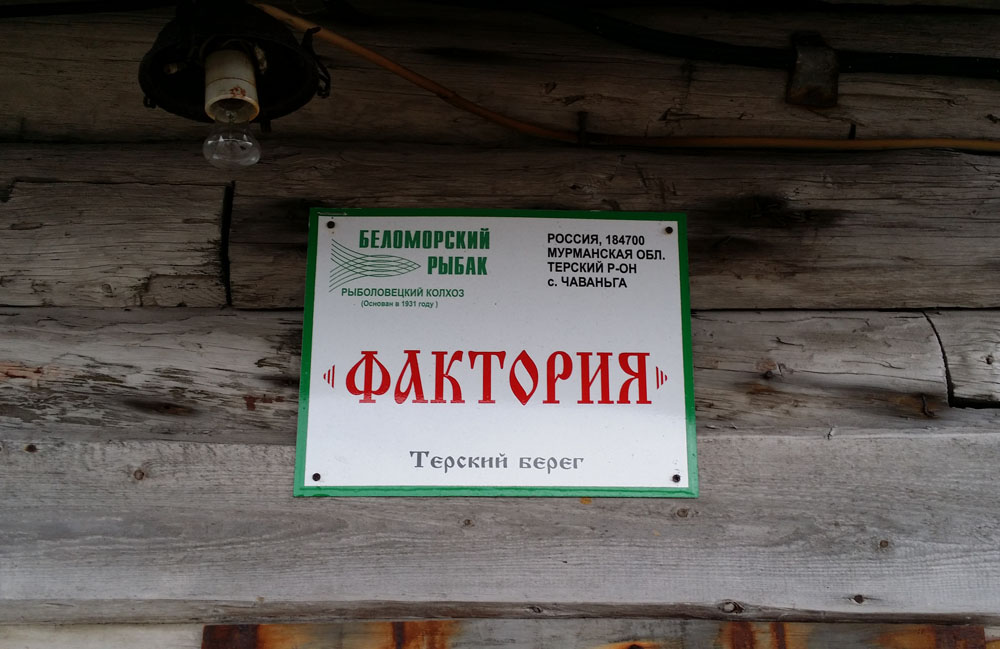 БЕЛОМОРСКИЙ
РЫБАК
РЫБОЛОВЕЦКИЙ КОЛХОЗ
(Основан в 1931 году )
РОССИЯ, 184700
МУРМАНСКАЯ ОБЛ.
ТЕРСКИЙ Р-ОН
с. ЧАВАНЬГА
«ФАКТОРИЯ»
Терский берег